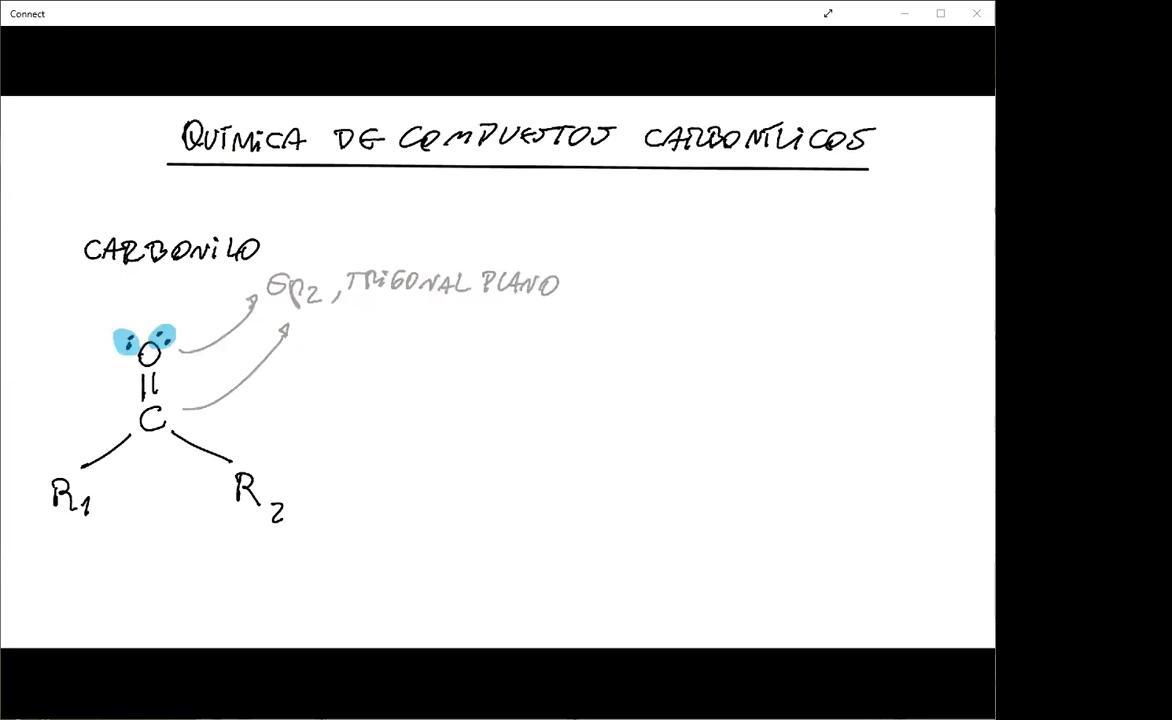 Connect
QUÍMICA DE COMPUESTOS CARBONÍLICOS
CARBONILO
Sp2, TRIGONAL PLANO
O
C
R1 R2